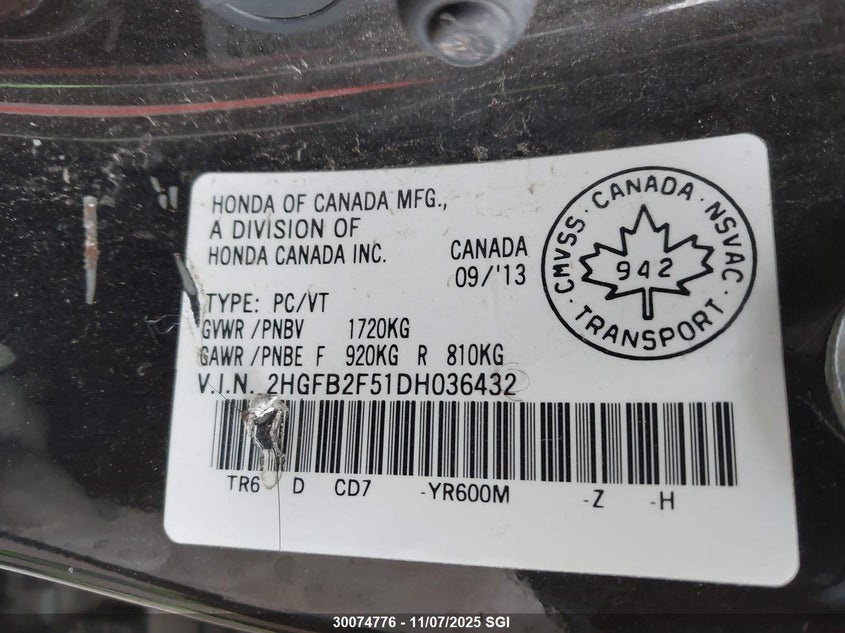 HONDA OF CANADA MFG.,
A DIVISION OF
HONDA CANADA INC.
CANADA
09/'13
CMVSS · CANADA · NSVAC · TRANSPORT ·
942
TYPE: PC/VT
GVWR /PNBV 1720KG
GAWR /PNBE F 920KG R 810KG
V.I.N. 2HGFB2F51DH036432
TR6 D CD7 -YR600M -Z -H
30074776 - 11/07/2025 SGI